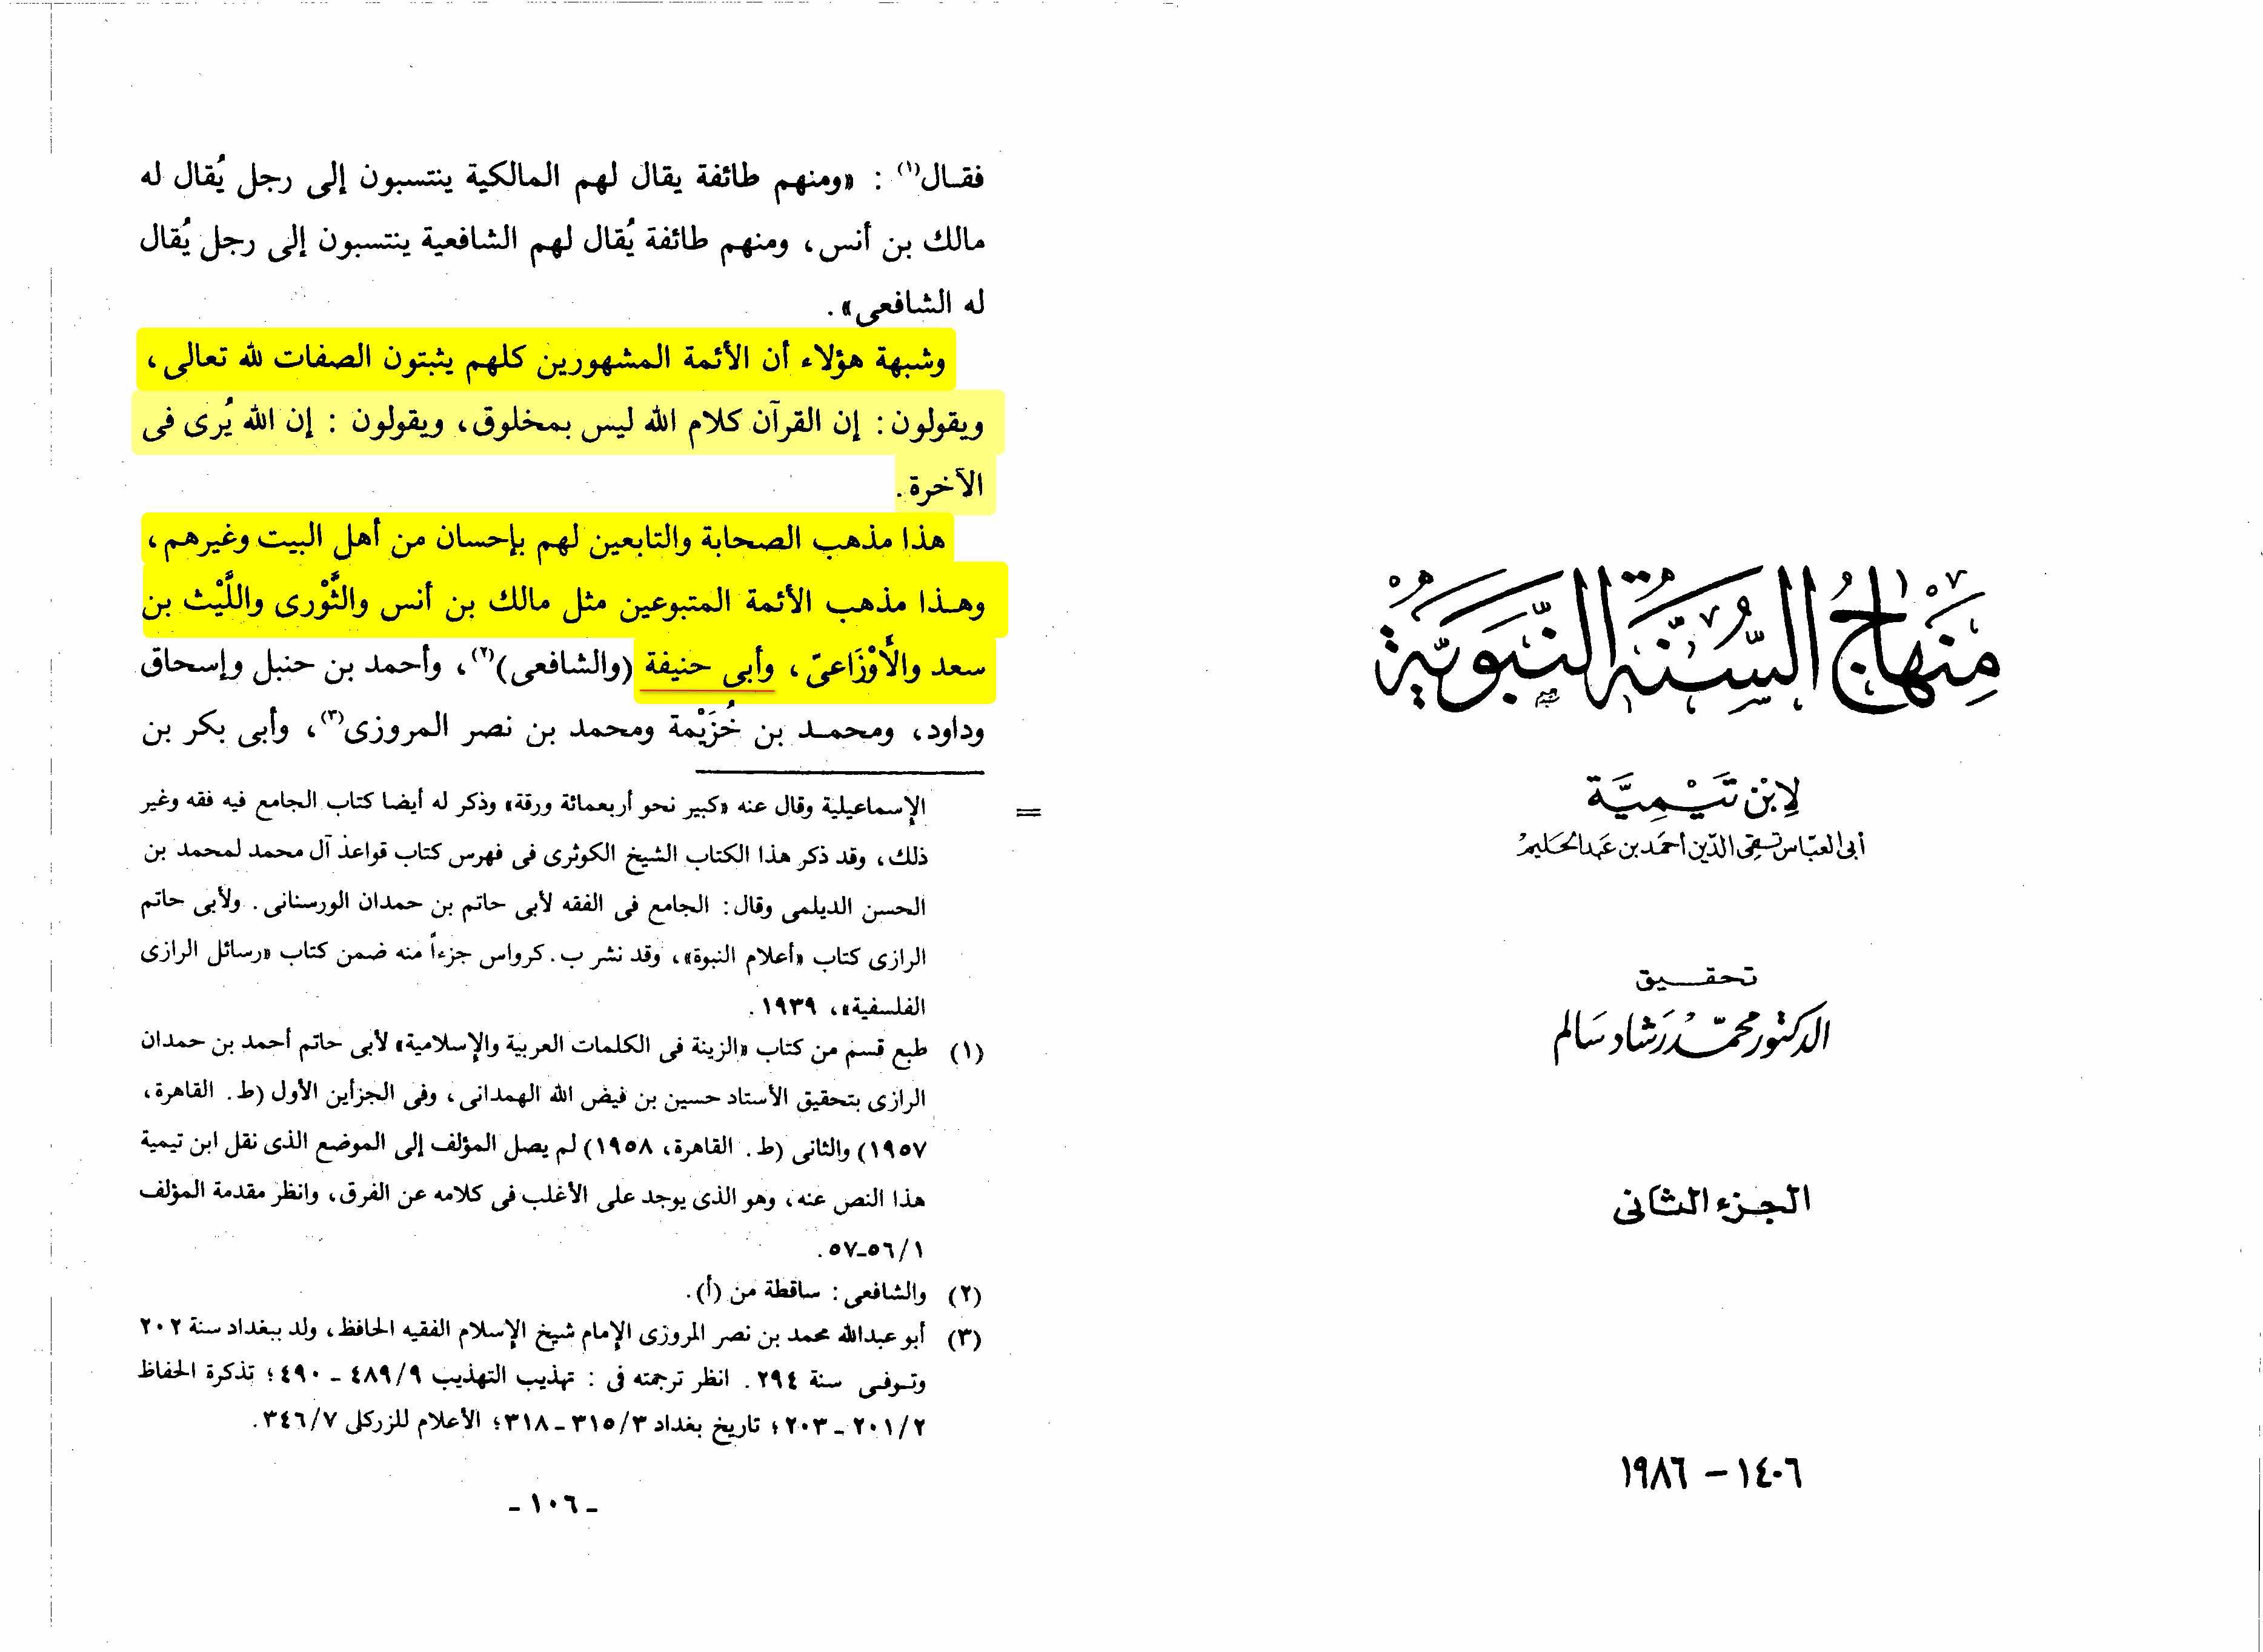 منهاج السنة النبوية
لابن تيمية
أبى العباس تقى الدين أحمد بن عبد الحليم
تحقيق
الدكتور محمد رشاد سالم
الجزء الثانى
١٤٠٦ – ١٩٨٦
فقال(١) : «ومنهم طائفة يقال لهم المالكية ينتسبون إلى رجل يُقال له
مالك بن أنس، ومنهم طائفة يُقال لهم الشافعية ينتسبون إلى رجل يُقال
له الشافعى».
وشبهة هؤلاء أن الأئمة المشهورين كلهم يثبتون الصفات لله تعالى،
ويقولون: إن القرآن كلام الله ليس بمخلوق، ويقولون : إن الله يُرى فى
الآخرة.
هذا مذهب الصحابة والتابعين لهم بإحسان من أهل البيت وغيرهم،
وهذا مذهب الأئمة المتبوعين مثل مالك بن أنس والثَّوْرى واللَّيْث بن
سعد والأَوْزَاعىّ، وأبى حنيفة (والشافعى)(٢)، وأحمد بن حنبل وإسحاق
وداود، ومحمد بن خُزَيْمة ومحمد بن نصر المروزى(٣)، وأبى بكر بن
= الإسماعيلية وقال عنه «كبير نحو أربعمائة ورقة» وذكر له أيضا كتاب الجامع فيه فقه وغير
ذلك، وقد ذكر هذا الكتاب الشيخ الكوثرى فى فهرس كتاب قواعد آل محمد لمحمد بن
الحسن الديلمى وقال: الجامع فى الفقه لأبى حاتم بن حمدان الورسنانى. ولأبى حاتم
الرازى كتاب «أعلام النبوة»، وقد نشر ب. كرواس جزءاً منه ضمن كتاب «رسائل الرازى
الفلسفية»، ١٩٣٩.
(١) طبع قسم من كتاب «الزينة فى الكلمات العربية والإسلامية» لأبى حاتم أحمد بن حمدان
الرازى بتحقيق الأستاد حسين بن فيض الله الهمدانى، وفى الجزأين الأول (ط. القاهرة،
١٩٥٧) والثانى (ط. القاهرة، ١٩٥٨) لم يصل المؤلف إلى الموضع الذى نقل ابن تيمية
هذا النص عنه، وهو الذى يوجد على الأغلب فى كلامه عن الفرق، وانظر مقدمة المؤلف
١/٥٦-٥٧.
(٢) والشافعى: ساقطة من (أ).
(٣) أبو عبدالله محمد بن نصر المروزى الإمام شيخ الإسلام الفقيه الحافظ، ولد ببغداد سنة ٢٠٢
وتوفى سنة ٢٩٤. انظر ترجمته فى : تهذيب التهذيب ٩/٤٨٩ - ٤٩٠؛ تذكرة الحفاظ
٢/٢٠١ - ٢٠٣؛ تاريخ بغداد ٣/٣١٥ - ٣١٨؛ الأعلام للزركلى ٧/٣٤٦.
- ١٠٦ -